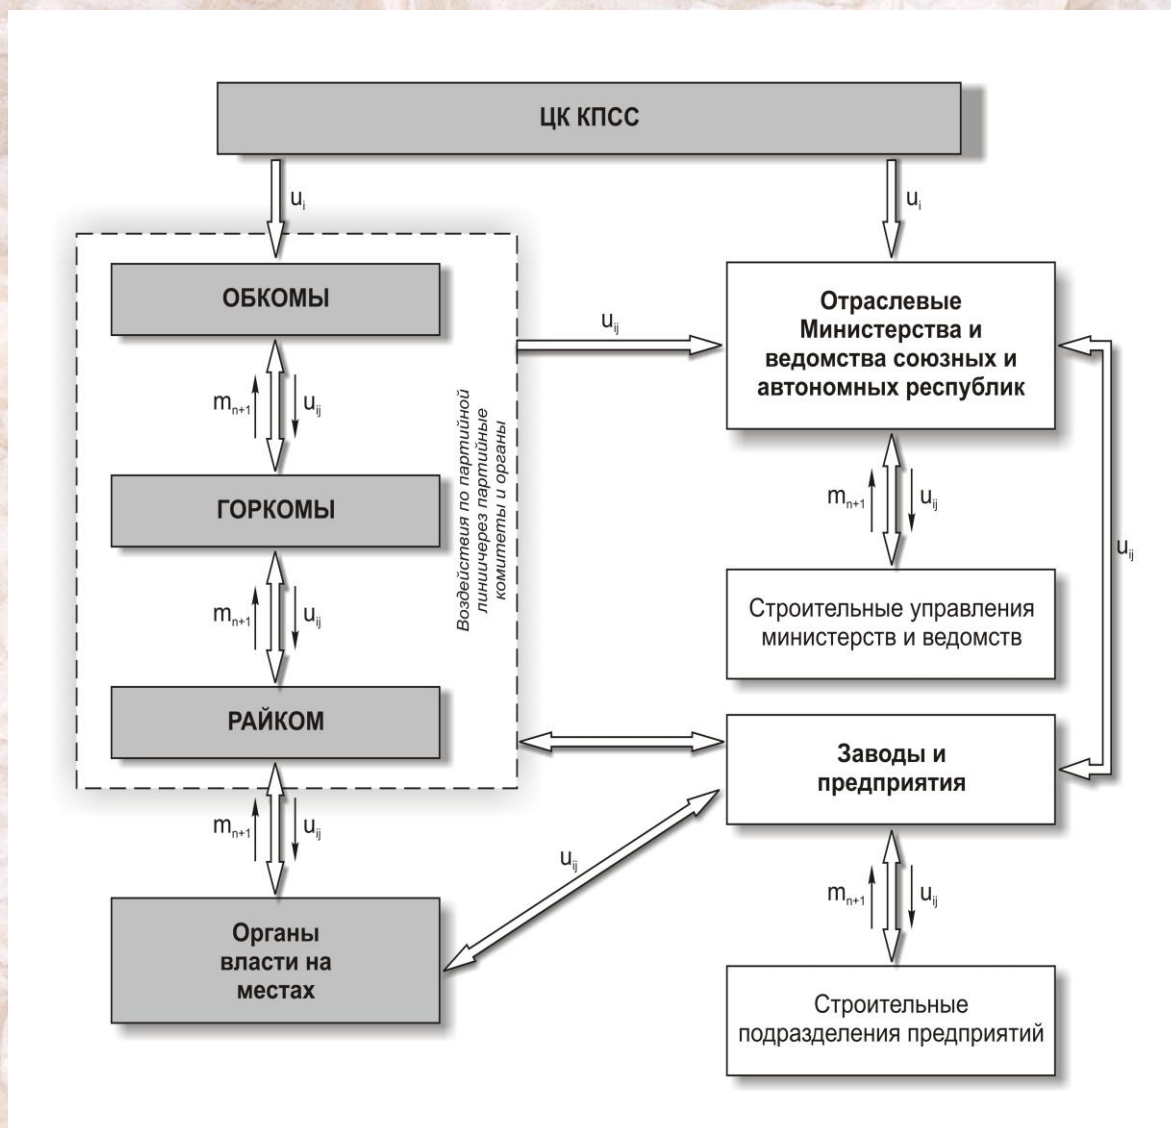 ЦК КПСС
uᵢ
uᵢ
ОБКОМЫ
mₙ₊₁
uᵢⱼ
ГОРКОМЫ
mₙ₊₁
uᵢⱼ
РАЙКОМ
Воздействия по партийной
линиичерез партийные
комитеты и органы
mₙ₊₁
uᵢⱼ
Органы
власти на
местах
uᵢⱼ
Отраслевые
Министерства и
ведомства союзных и
автономных республик
mₙ₊₁
uᵢⱼ
uᵢⱼ
Строительные управления
министерств и ведомств
Заводы и
предприятия
uᵢⱼ
mₙ₊₁
uᵢⱼ
Строительные
подразделения предприятий